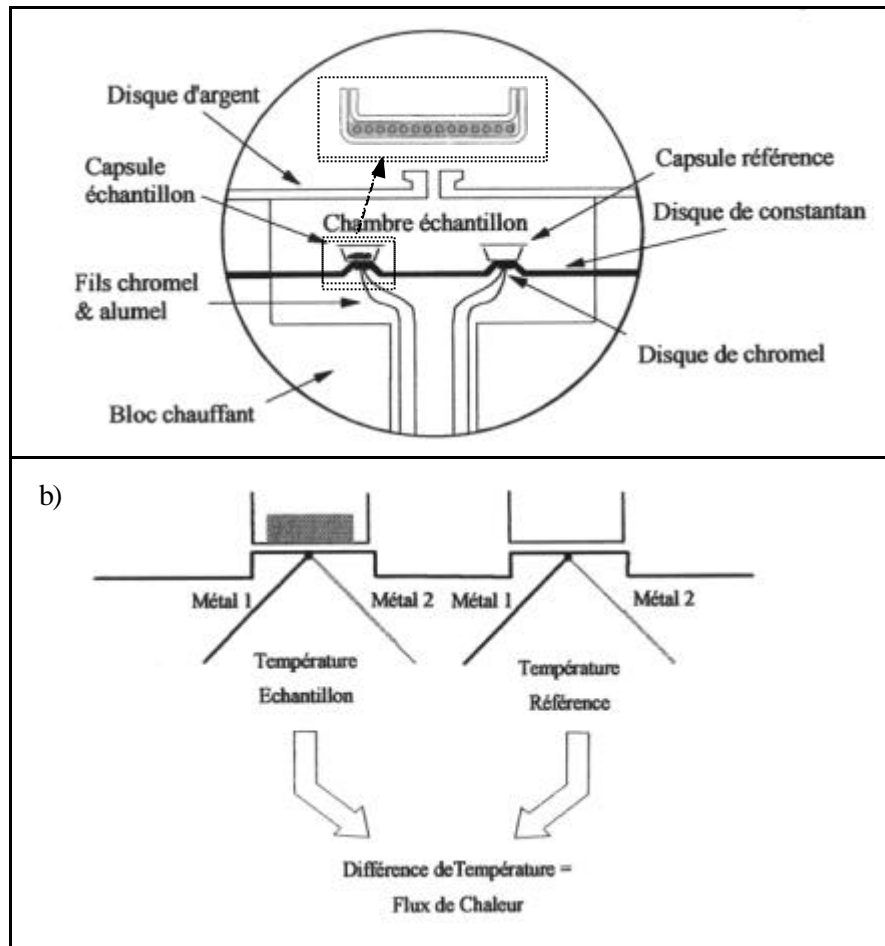 Disque d'argent
Capsule
échantillon
Capsule référence
Chambre échantillon
Disque de constantan
Fils chromel
& alumel
Disque de chromel
Bloc chauffant
b)
Métal 1
Métal 2
Métal 1
Métal 2
Température
Echantillon
Température
Référence
Différence deTempérature =
Flux de Chaleur